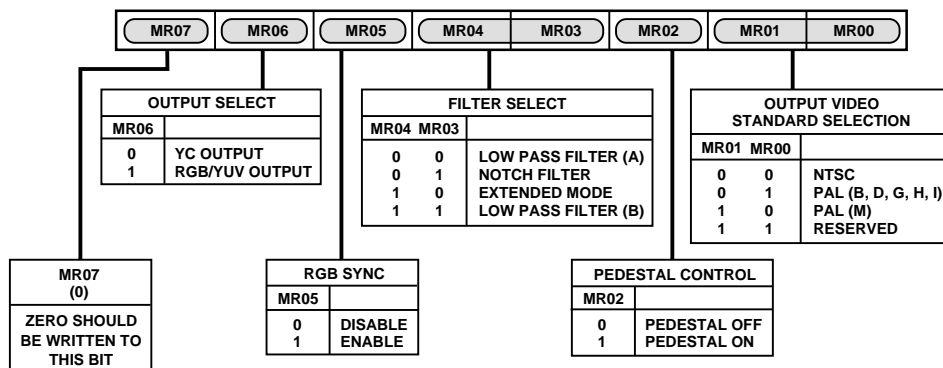 MR07 MR06 MR05 MR04 MR03 MR02 MR01 MR00
OUTPUT SELECT
MR06
0 YC OUTPUT
1 RGB/YUV OUTPUT
FILTER SELECT
MR04 MR03
0 0 LOW PASS FILTER (A)
0 1 NOTCH FILTER
1 0 EXTENDED MODE
1 1 LOW PASS FILTER (B)
OUTPUT VIDEO
STANDARD SELECTION
MR01 MR00
0 0 NTSC
0 1 PAL (B, D, G, H, I)
1 0 PAL (M)
1 1 RESERVED
MR07
(0)
ZERO SHOULD
BE WRITTEN TO
THIS BIT
RGB SYNC
MR05
0 DISABLE
1 ENABLE
PEDESTAL CONTROL
MR02
0 PEDESTAL OFF
1 PEDESTAL ON